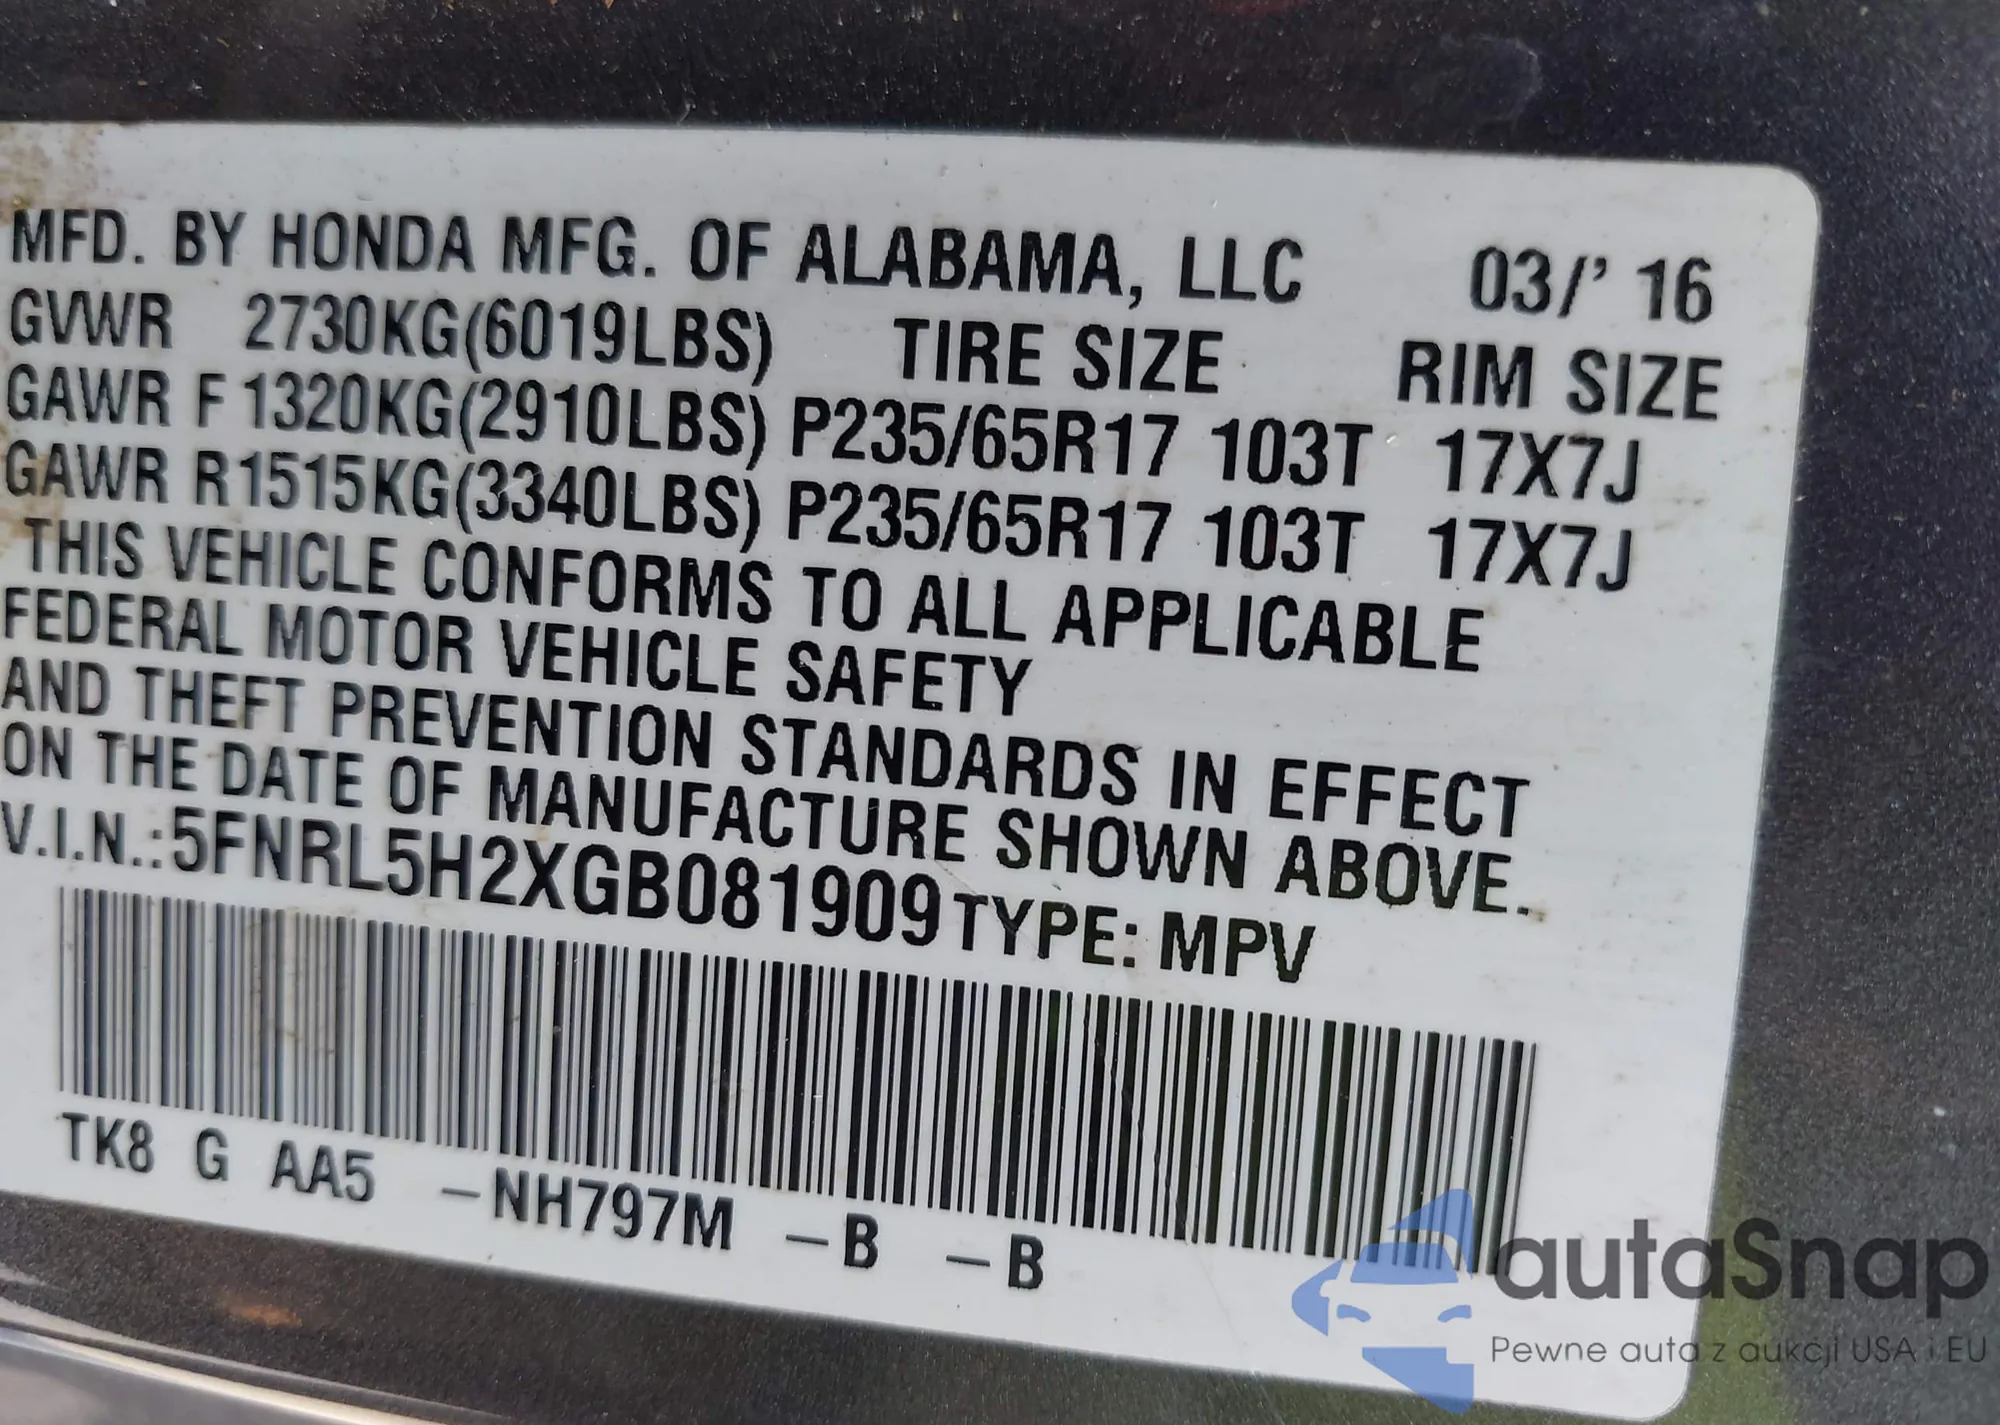 MFD. BY HONDA MFG. OF ALABAMA, LLC 03/' 16
GVWR 2730KG(6019LBS) TIRE SIZE RIM SIZE
GAWR F 1320KG(2910LBS) P235/65R17 103T 17X7J
GAWR R1515KG(3340LBS) P235/65R17 103T 17X7J
THIS VEHICLE CONFORMS TO ALL APPLICABLE
FEDERAL MOTOR VEHICLE SAFETY
AND THEFT PREVENTION STANDARDS IN EFFECT
ON THE DATE OF MANUFACTURE SHOWN ABOVE.
V.I.N.:5FNRL5H2XGB081909 TYPE: MPV
TK8 G AA5 –NH797M –B –B
autaSnap
Pewne auta z aukcji USA i EU